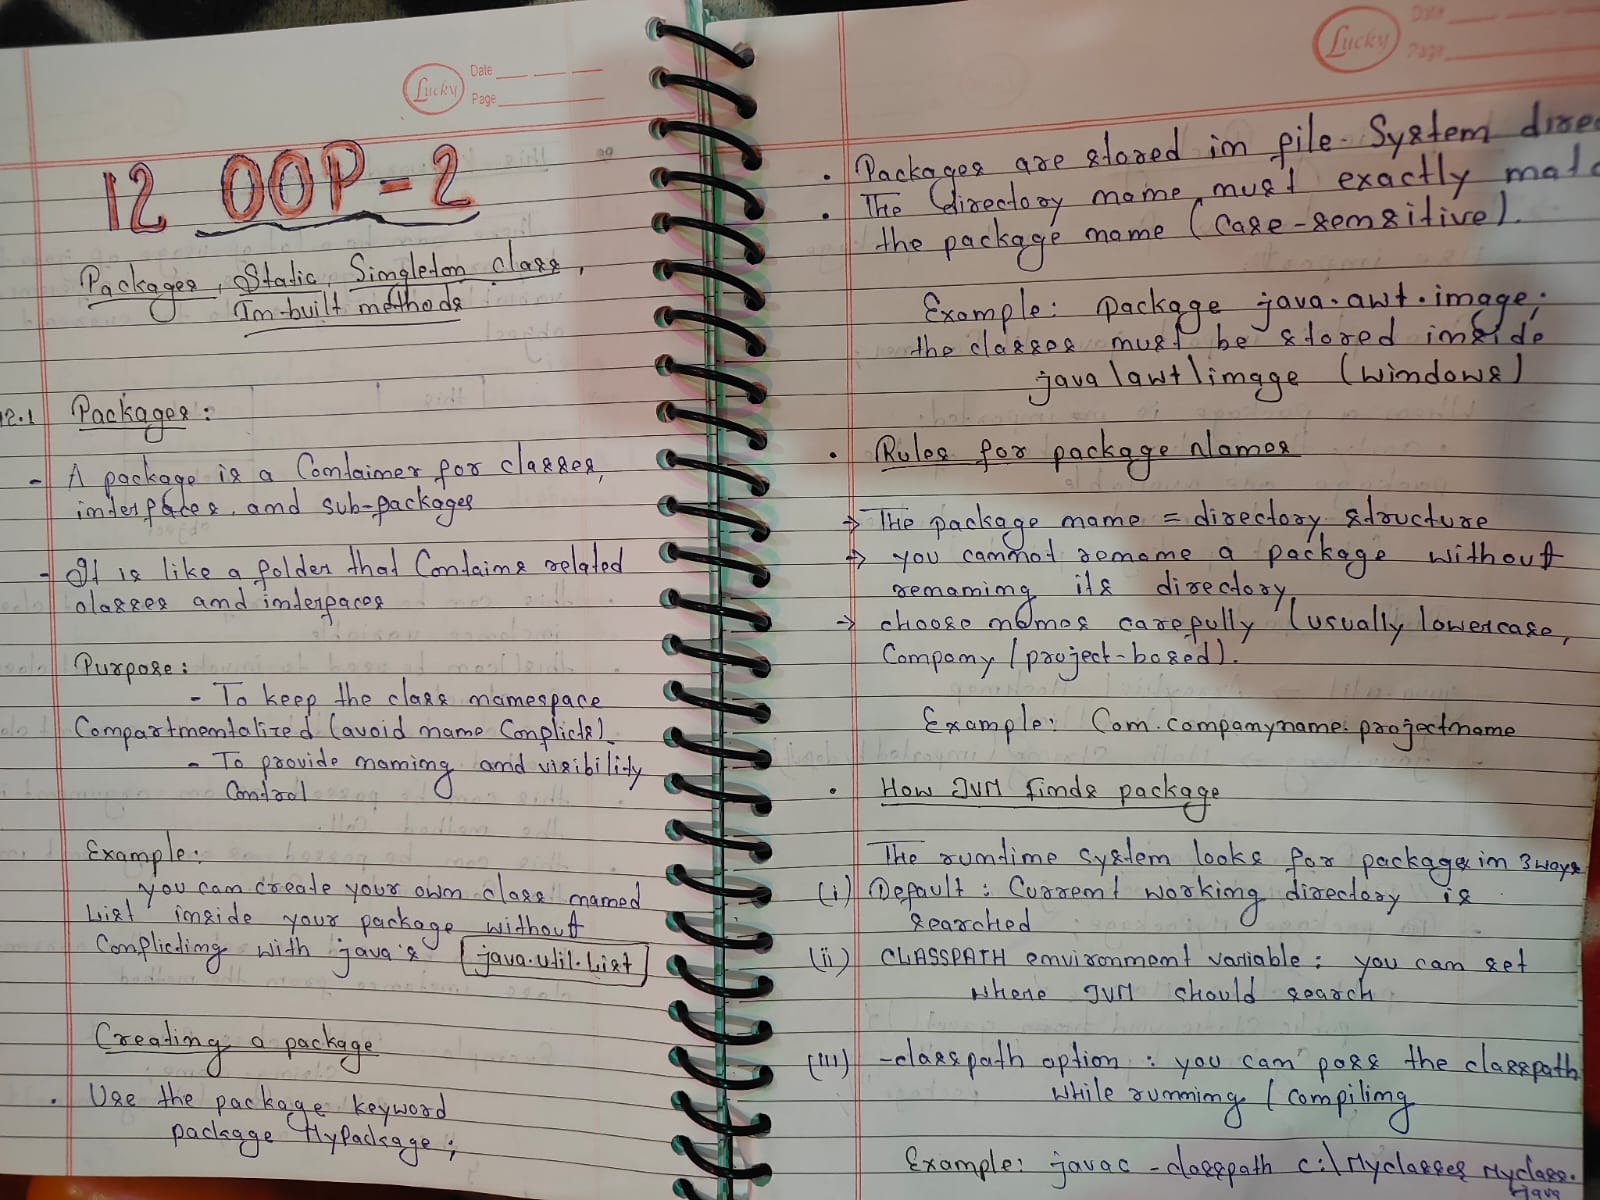 Lucky Date
Page
12 OOP-2
Packages, Static, Singleton class,
In-built methods
12.1 Packages:
- A package is a Container for classes,
interfaces, and sub-packages
- It is like a folder that Contains related
classes and interfaces
Purpose:
- To keep the class namespace
Compartmentalized (avoid name Conflicts)
- To provide naming and visibility
Control
Example:
you can create your own class named
List inside your package without
Conflicting with java's java.util.List
Creating a package
• Use the package keyword
package MyPackage;
Lucky Date
Page
• Packages are stored in file-System direc
• The directory name must exactly matc
the package name (Case-sensitive).
Example: package java.awt.image;
the classes must be stored inside
java\awt\image (windows)
• Rules for package Names
→ The package name = directory structure
→ you cannot rename a package without
renaming its directory
→ choose names carefully (usually lowercase,
Company/project-based).
Example: Com.companyname.projectname
• How JVM finds package
The runtime system looks for packages in 3 ways
(i) Default: Current working directory is
searched
(ii) CLASSPATH environment variable: you can set
where JVM should search
(iii) -classpath option: you can pass the classpath
while running/compiling
Example: javac -classpath c:\Myclasses Myclass.
java